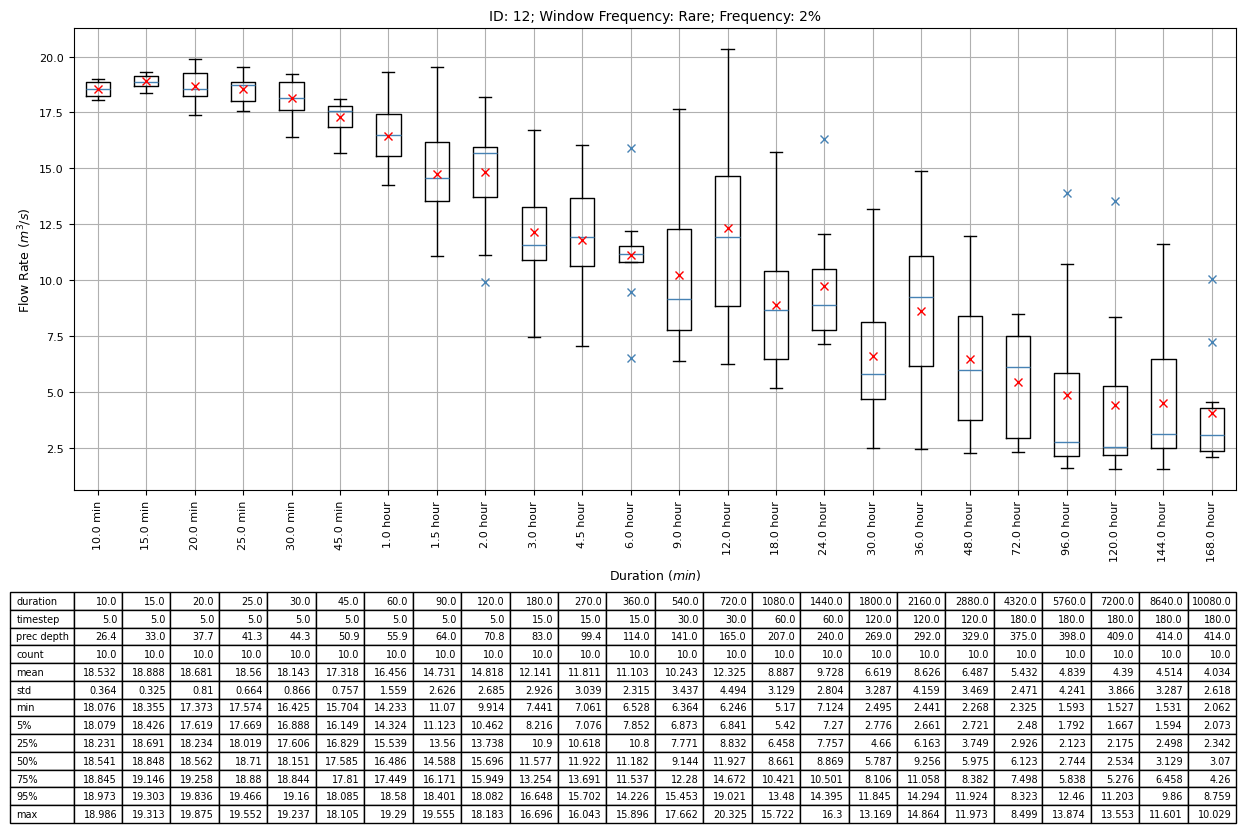 ID: 12; Window Frequency: Rare; Frequency: 2%
20.0
17.5
15.0
12.5
10.0
7.5
5.0
2.5
Flow Rate (m³/s)
10.0 min
15.0 min
20.0 min
25.0 min
30.0 min
45.0 min
1.0 hour
1.5 hour
2.0 hour
3.0 hour
4.5 hour
6.0 hour
9.0 hour
12.0 hour
18.0 hour
24.0 hour
30.0 hour
36.0 hour
48.0 hour
72.0 hour
96.0 hour
120.0 hour
144.0 hour
168.0 hour
Duration (min)
duration 10.0 15.0 20.0 25.0 30.0 45.0 60.0 90.0 120.0 180.0 270.0 360.0 540.0 720.0 1080.0 1440.0 1800.0 2160.0 2880.0 4320.0 5760.0 7200.0 8640.0 10080.0
timestep 5.0 5.0 5.0 5.0 5.0 5.0 5.0 5.0 5.0 15.0 15.0 15.0 30.0 30.0 60.0 60.0 120.0 120.0 120.0 180.0 180.0 180.0 180.0 180.0
prec depth 26.4 33.0 37.7 41.3 44.3 50.9 55.9 64.0 70.8 83.0 99.4 114.0 141.0 165.0 207.0 240.0 269.0 292.0 329.0 375.0 398.0 409.0 414.0 414.0
count 10.0 10.0 10.0 10.0 10.0 10.0 10.0 10.0 10.0 10.0 10.0 10.0 10.0 10.0 10.0 10.0 10.0 10.0 10.0 10.0 10.0 10.0 10.0 10.0
mean 18.532 18.888 18.681 18.56 18.143 17.318 16.456 14.731 14.818 12.141 11.811 11.103 10.243 12.325 8.887 9.728 6.619 8.626 6.487 5.432 4.839 4.39 4.514 4.034
std 0.364 0.325 0.81 0.664 0.866 0.757 1.559 2.626 2.685 2.926 3.039 2.315 3.437 4.494 3.129 2.804 3.287 4.159 3.469 2.471 4.241 3.866 3.287 2.618
min 18.076 18.355 17.373 17.574 16.425 15.704 14.233 11.07 9.914 7.441 7.061 6.528 6.364 6.246 5.17 7.124 2.495 2.441 2.268 2.325 1.593 1.527 1.531 2.062
5% 18.079 18.426 17.619 17.669 16.888 16.149 14.324 11.123 10.462 8.216 7.076 7.852 6.873 6.841 5.42 7.27 2.776 2.661 2.721 2.48 1.792 1.667 1.594 2.073
25% 18.231 18.691 18.234 18.019 17.606 16.829 15.539 13.56 13.738 10.9 10.618 10.8 7.771 8.832 6.458 7.757 4.66 6.163 3.749 2.926 2.123 2.175 2.498 2.342
50% 18.541 18.848 18.562 18.71 18.151 17.585 16.486 14.588 15.696 11.577 11.922 11.182 9.144 11.927 8.661 8.869 5.787 9.256 5.975 6.123 2.744 2.534 3.129 3.07
75% 18.845 19.146 19.258 18.88 18.844 17.81 17.449 16.171 15.949 13.254 13.691 11.537 12.28 14.672 10.421 10.501 8.106 11.058 8.382 7.498 5.838 5.276 6.458 4.26
95% 18.973 19.303 19.836 19.466 19.16 18.085 18.58 18.401 18.082 16.648 15.702 14.226 15.453 19.021 13.48 14.395 11.845 14.294 11.924 8.323 12.46 11.203 9.86 8.759
max 18.986 19.313 19.875 19.552 19.237 18.105 19.29 19.555 18.183 16.696 16.043 15.896 17.662 20.325 15.722 16.3 13.169 14.864 11.973 8.499 13.874 13.553 11.601 10.029